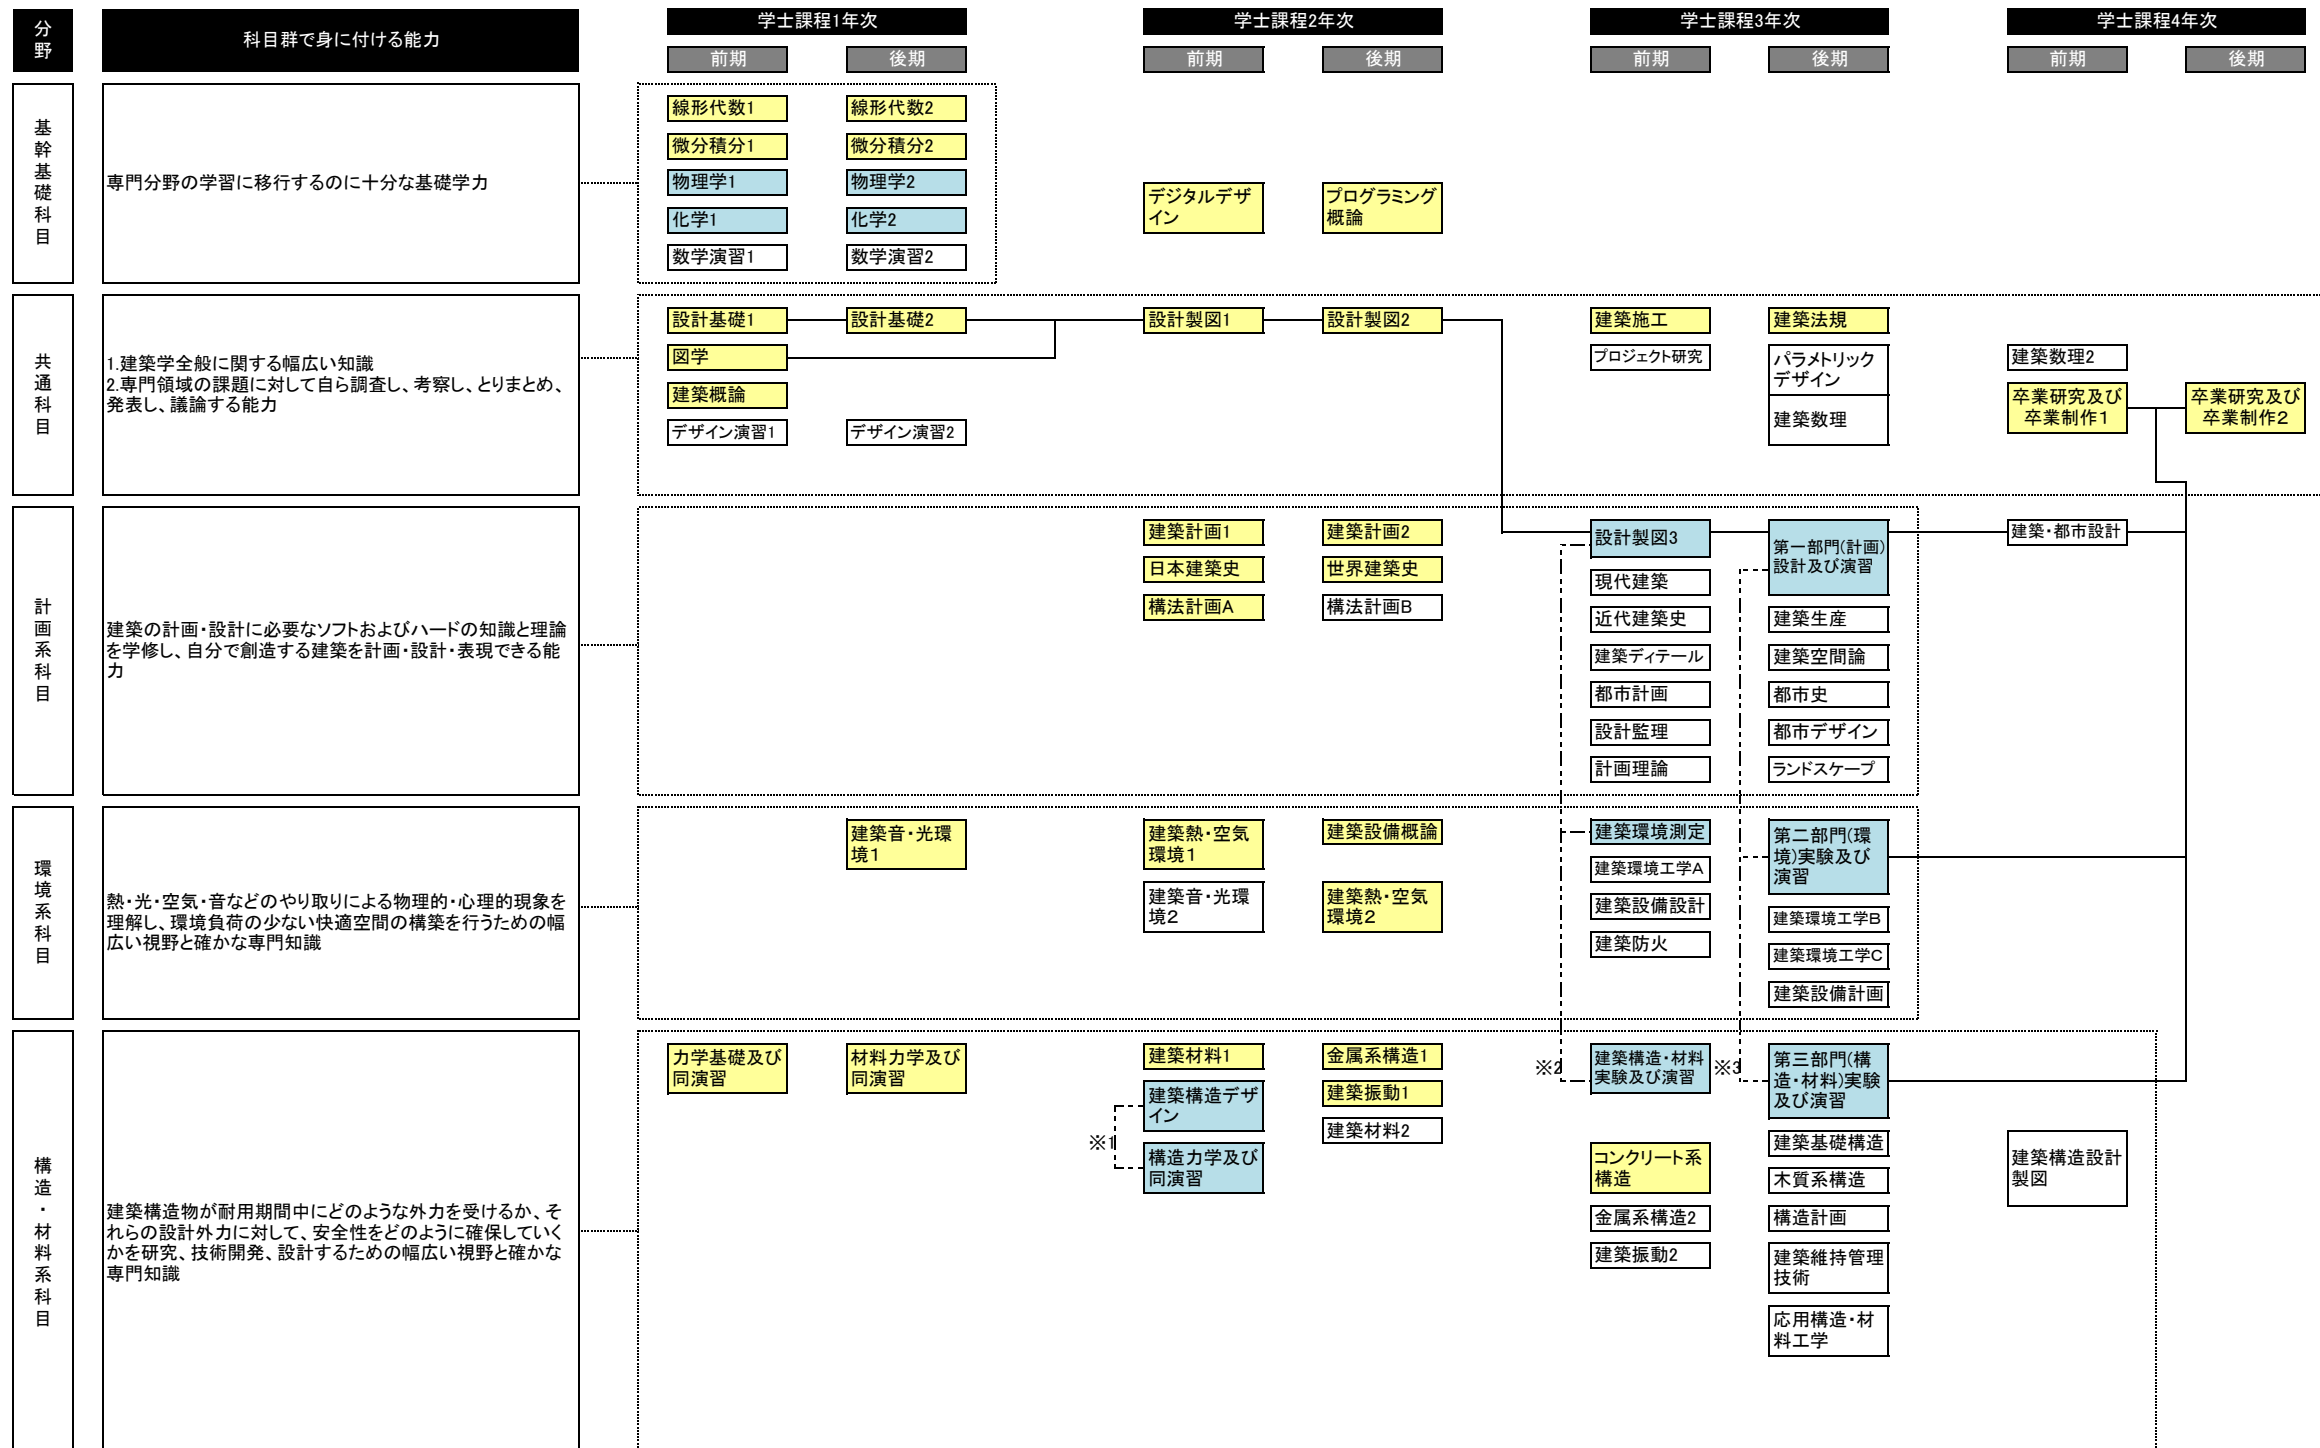 分
野
科目群で身に付ける能力
学士課程1年次
学士課程2年次
学士課程3年次
学士課程4年次
前期
後期
前期
後期
前期
後期
前期
後期
基
幹
基
礎
科
目
専門分野の学習に移行するのに十分な基礎学力
線形代数1
線形代数2
微分積分1
微分積分2
物理学1
物理学2
化学1
化学2
数学演習1
数学演習2
デジタルデザ
イン
プログラミング
概論
共
通
科
目
1.建築学全般に関する幅広い知識
2.専門領域の課題に対して自ら調査し、考察し、とりまとめ、
発表し、議論する能力
設計基礎1
設計基礎2
設計製図1
設計製図2
建築施工
建築法規
図学
プロジェクト研究
パラメトリック
デザイン
建築数理2
建築概論
建築数理
卒業研究及び
卒業制作1
卒業研究及び
卒業制作2
デザイン演習1
デザイン演習2
計
画
系
科
目
建築の計画・設計に必要なソフトおよびハードの知識と理論
を学修し、自分で創造する建築を計画・設計・表現できる能
力
建築計画1
建築計画2
設計製図3
第一部門(計画)
設計及び演習
建築・都市設計
日本建築史
世界建築史
現代建築
構法計画A
構法計画B
近代建築史
建築生産
建築ディテール
建築空間論
都市計画
都市史
設計監理
都市デザイン
計画理論
ランドスケープ
環
境
系
科
目
熱・光・空気・音などのやり取りによる物理的・心理的現象を
理解し、環境負荷の少ない快適空間の構築を行うための幅
広い視野と確かな専門知識
建築音・光環
境1
建築熱・空気
環境1
建築設備概論
建築環境測定
第二部門(環
境)実験及び
演習
建築環境工学A
建築音・光環
境2
建築熱・空気
環境2
建築設備設計
建築環境工学B
建築防火
建築環境工学C
建築設備計画
構
造
・
材
料
系
科
目
建築構造物が耐用期間中にどのような外力を受けるか、そ
れらの設計外力に対して、安全性をどのように確保していく
かを研究、技術開発、設計するための幅広い視野と確かな
専門知識
力学基礎及び
同演習
材料力学及び
同演習
建築材料1
金属系構造1
※2
建築構造・材料
実験及び演習
※3
第三部門(構
造・材料)実験
及び演習
建築構造デザ
イン
建築振動1
※1
建築材料2
構造力学及び
同演習
コンクリート系
構造
建築基礎構造
建築構造設計
製図
木質系構造
金属系構造2
構造計画
建築振動2
建築維持管理
技術
応用構造・材
料工学